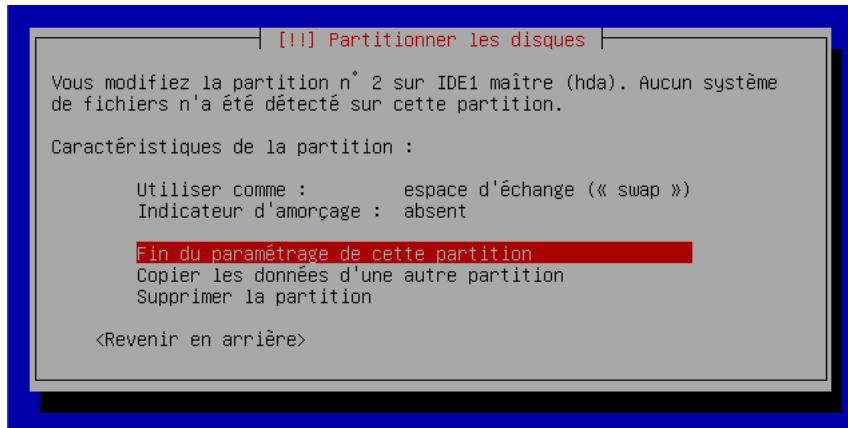 [!!] Partitionner les disques
Vous modifiez la partition n° 2 sur IDE1 maître (hda). Aucun système
de fichiers n'a été détecté sur cette partition.
Caractéristiques de la partition :
Utiliser comme : espace d'échange (« swap »)
Indicateur d'amorçage : absent
Fin du paramétrage de cette partition
Copier les données d'une autre partition
Supprimer la partition
<Revenir en arrière>